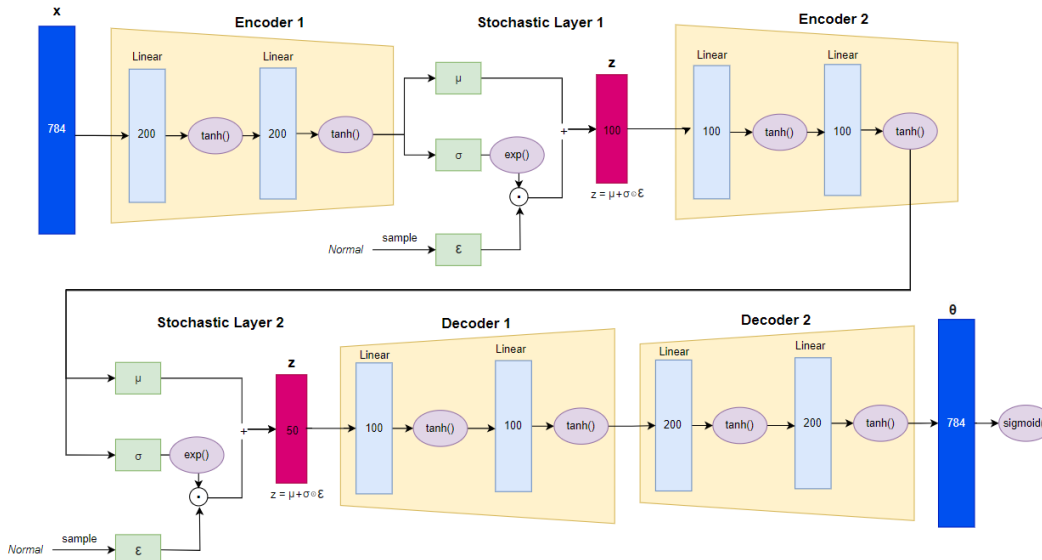 x
Encoder 1
Stochastic Layer 1
Encoder 2
Linear
Linear
Linear
Linear
784
200
tanh()
200
tanh()
μ
σ
exp()
+
z
100
z = μ+σ⊙ε
Normal
sample
ε
100
tanh()
100
tanh()
Stochastic Layer 2
Decoder 1
Decoder 2
θ
Linear
Linear
Linear
Linear
μ
σ
exp()
+
z
50
z = μ+σ⊙ε
Normal
sample
ε
100
tanh()
100
tanh()
200
tanh()
200
tanh()
784
sigmoid(